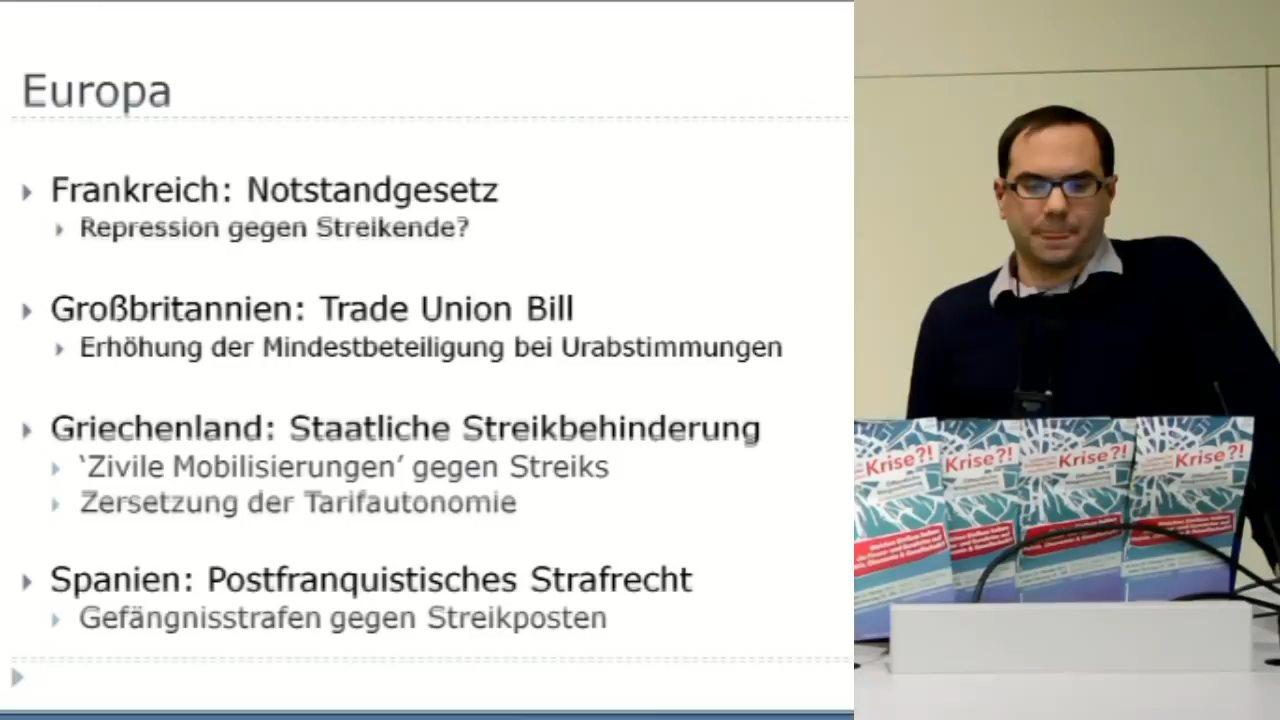 Europa
Frankreich: Notstandgesetz
Repression gegen Streikende?
Großbritannien: Trade Union Bill
Erhöhung der Mindestbeteiligung bei Urabstimmungen
Griechenland: Staatliche Streikbehinderung
‘Zivile Mobilisierungen’ gegen Streiks
Zersetzung der Tarifautonomie
Spanien: Postfranquistisches Strafrecht
Gefängnisstrafen gegen Streikposten
Krise?!
Krise?!
Krise?!
Krise?!